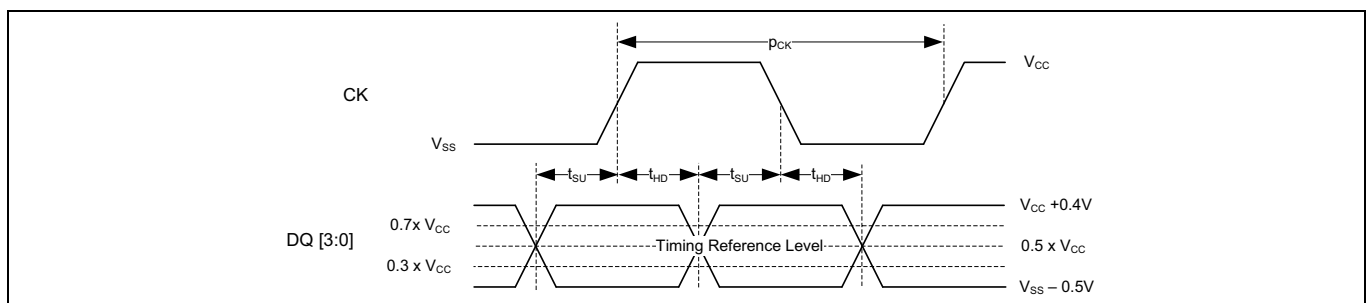 pCK
VCC
CK
VSS
tSU tHD tSU tHD
VCC +0.4V
0.7x VCC
DQ [3:0] Timing Reference Level 0.5 x VCC
0.3 x VCC
VSS – 0.5V